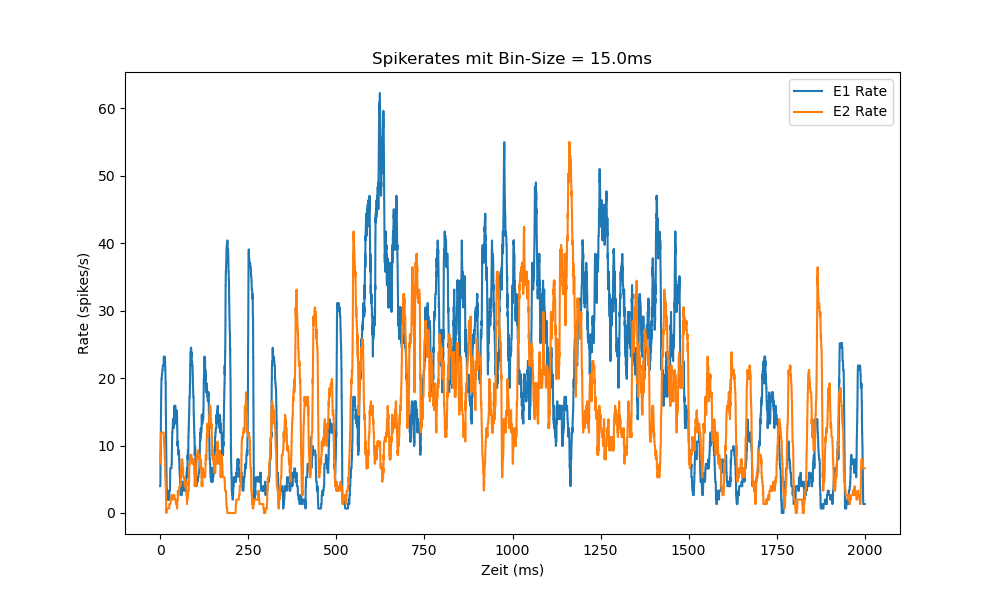 Spikerates mit Bin-Size = 15.0ms
E1 Rate
E2 Rate
Rate (spikes/s)
60
50
40
30
20
10
0
0 250 500 750 1000 1250 1500 1750 2000
Zeit (ms)